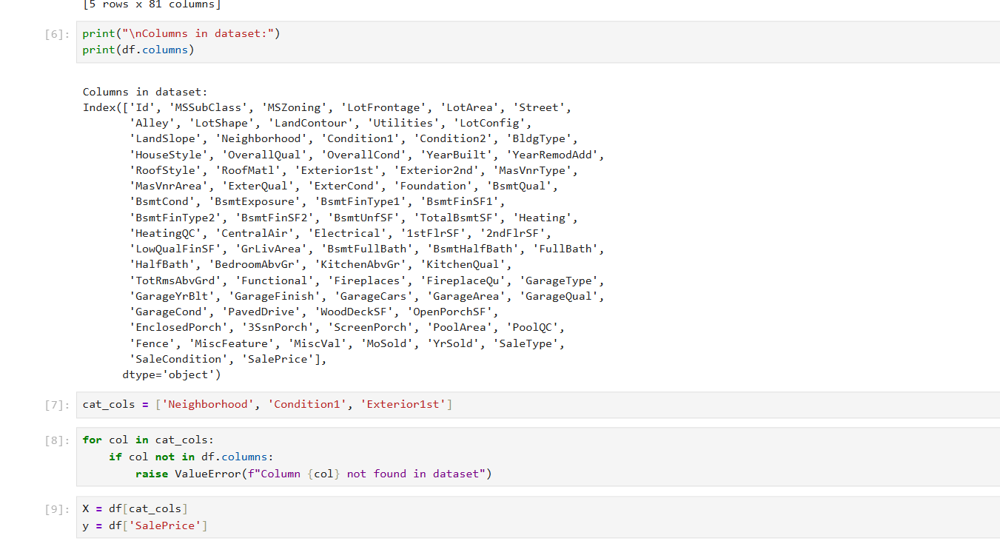 [5 rows x 81 columns]
[6]: print("\nColumns in dataset:")
print(df.columns)
Columns in dataset:
Index(['Id', 'MSSubClass', 'MSZoning', 'LotFrontage', 'LotArea', 'Street',
'Alley', 'LotShape', 'LandContour', 'Utilities', 'LotConfig',
'LandSlope', 'Neighborhood', 'Condition1', 'Condition2', 'BldgType',
'HouseStyle', 'OverallQual', 'OverallCond', 'YearBuilt', 'YearRemodAdd',
'RoofStyle', 'RoofMatl', 'Exterior1st', 'Exterior2nd', 'MasVnrType',
'MasVnrArea', 'ExterQual', 'ExterCond', 'Foundation', 'BsmtQual',
'BsmtCond', 'BsmtExposure', 'BsmtFinType1', 'BsmtFinSF1',
'BsmtFinType2', 'BsmtFinSF2', 'BsmtUnfSF', 'TotalBsmtSF', 'Heating',
'HeatingQC', 'CentralAir', 'Electrical', '1stFlrSF', '2ndFlrSF',
'LowQualFinSF', 'GrLivArea', 'BsmtFullBath', 'BsmtHalfBath', 'FullBath',
'HalfBath', 'BedroomAbvGr', 'KitchenAbvGr', 'KitchenQual',
'TotRmsAbvGrd', 'Functional', 'Fireplaces', 'FireplaceQu', 'GarageType',
'GarageYrBlt', 'GarageFinish', 'GarageCars', 'GarageArea', 'GarageQual',
'GarageCond', 'PavedDrive', 'WoodDeckSF', 'OpenPorchSF',
'EnclosedPorch', '3SsnPorch', 'ScreenPorch', 'PoolArea', 'PoolQC',
'Fence', 'MiscFeature', 'MiscVal', 'MoSold', 'YrSold', 'SaleType',
'SaleCondition', 'SalePrice'],
dtype='object')
[7]: cat_cols = ['Neighborhood', 'Condition1', 'Exterior1st']
[8]: for col in cat_cols:
if col not in df.columns:
raise ValueError(f"Column {col} not found in dataset")
[9]: X = df[cat_cols]
y = df['SalePrice']